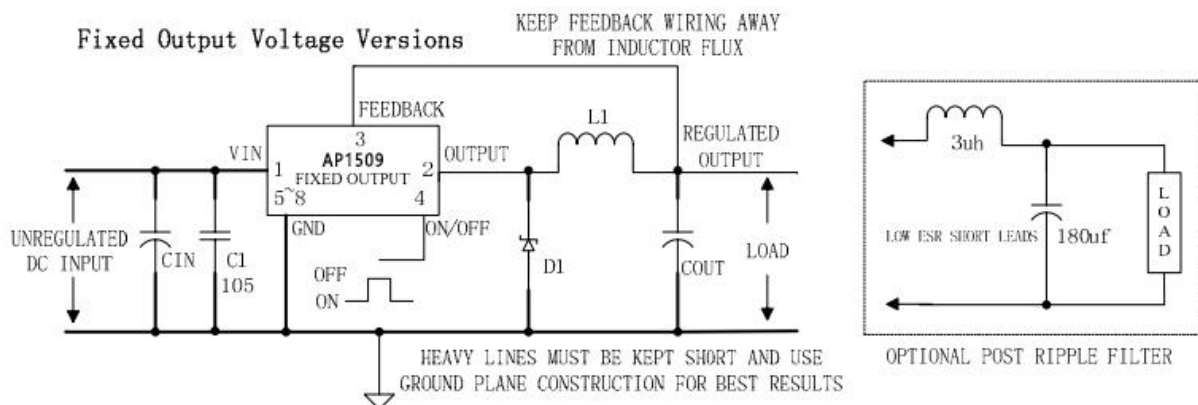 Fixed Output Voltage Versions
KEEP FEEDBACK WIRING AWAY
FROM INDUCTOR FLUX
FEEDBACK
3
VIN
1
AP1509
FIXED OUTPUT
2
OUTPUT
5~8
4
GND
ON/OFF
L1
REGULATED
OUTPUT
UNREGULATED
DC INPUT
CIN
C1
105
OFF
ON
D1
COUT
LOAD
HEAVY LINES MUST BE KEPT SHORT AND USE
GROUND PLANE CONSTRUCTION FOR BEST RESULTS
3uh
LOW ESR SHORT LEADS
180uf
LOAD
OPTIONAL POST RIPPLE FILTER